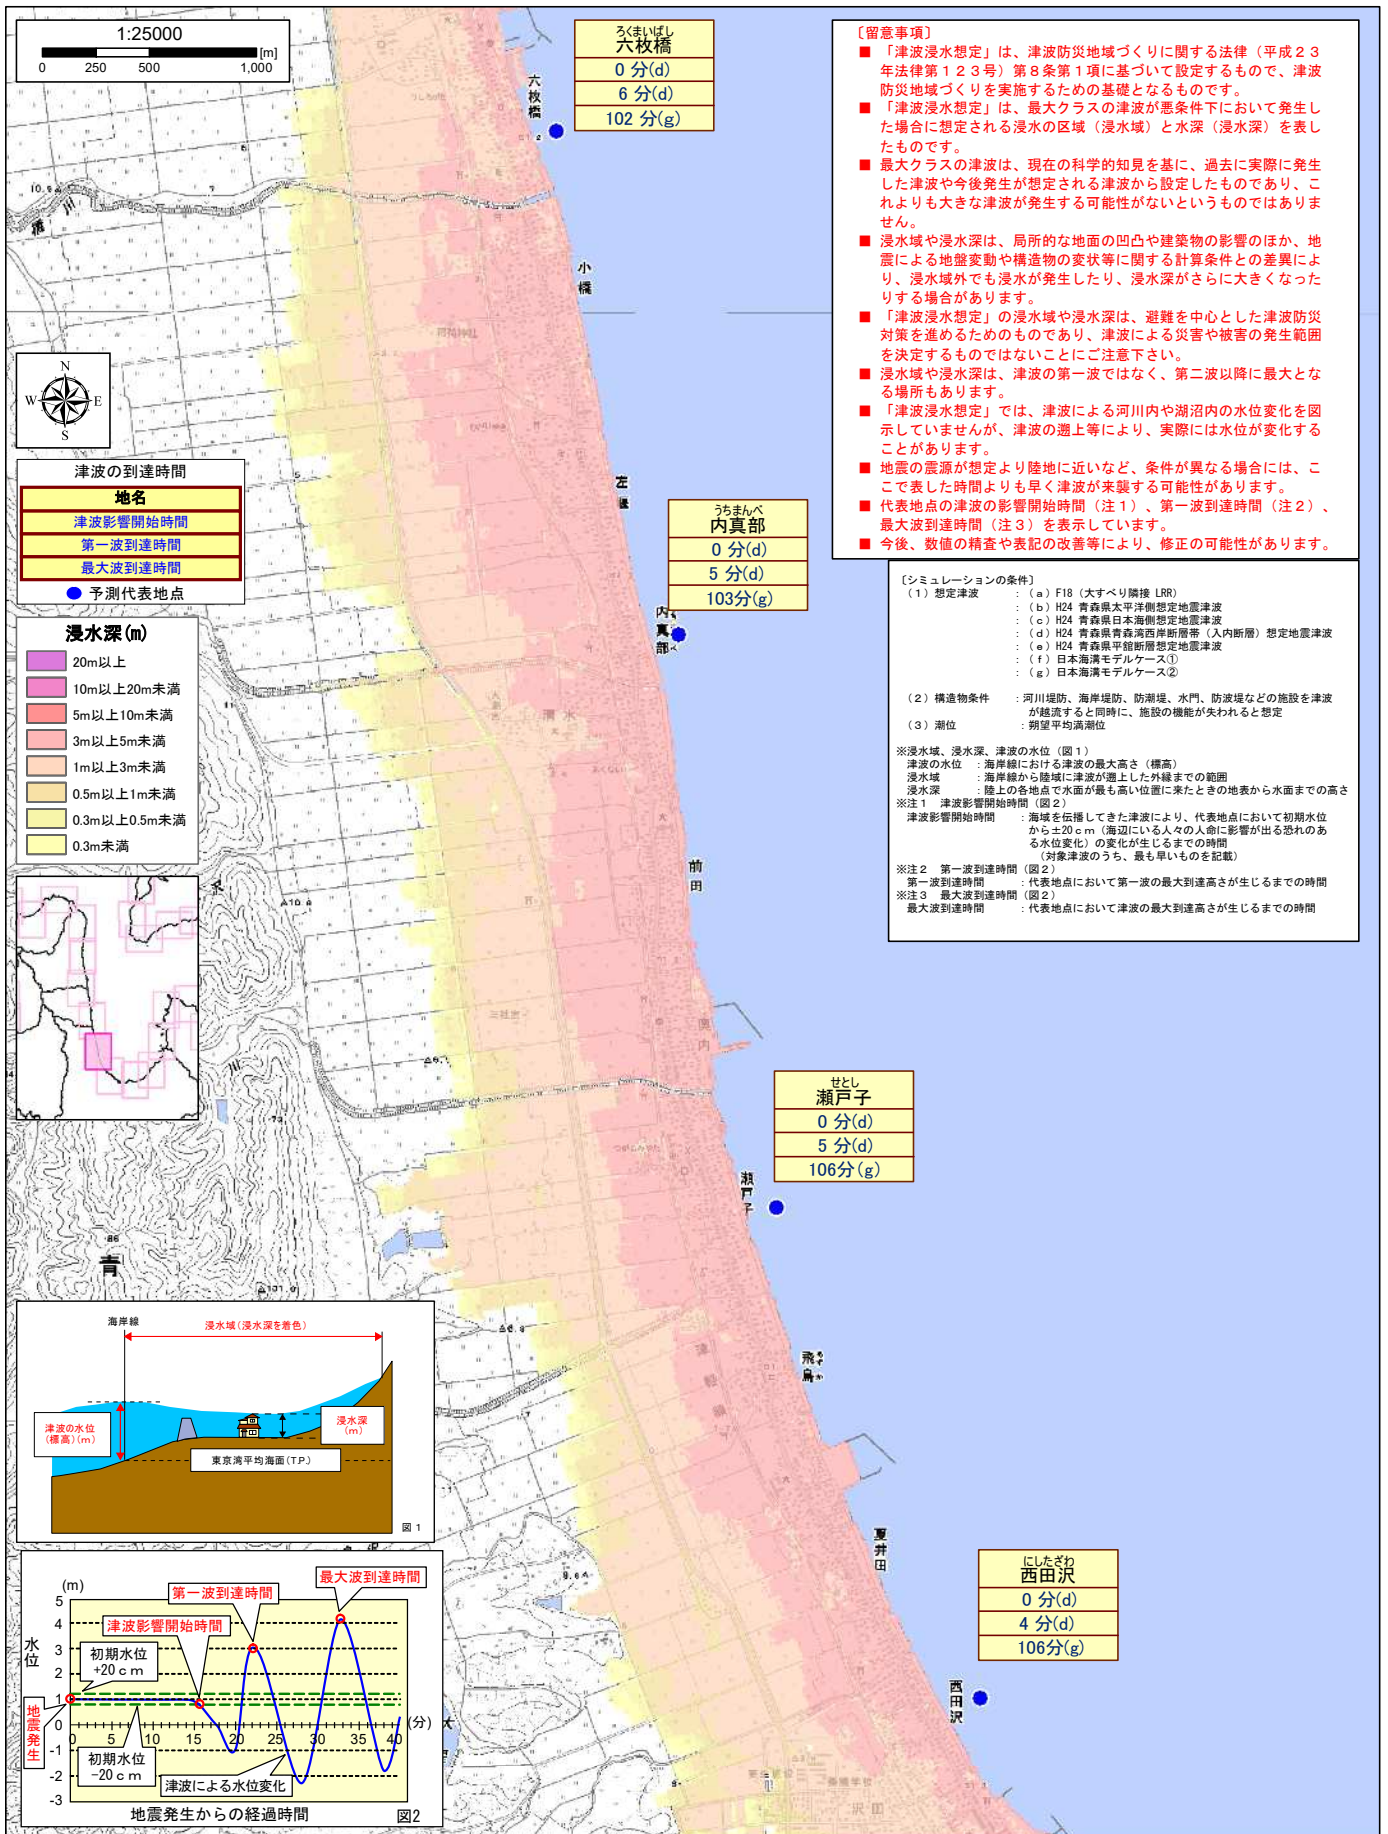 1:25000
[m]
0 250 500 1,000
ろくまいばし
六枚橋
0 分(d)
6 分(d)
102 分(g)
〔留意事項〕
■ 「津波浸水想定」は、津波防災地域づくりに関する法律（平成２３
年法律第１２３号）第８条第１項に基づいて設定するもので、津波
防災地域づくりを実施するための基礎となるものです。
■ 「津波浸水想定」は、最大クラスの津波が悪条件下において発生し
た場合に想定される浸水の区域（浸水域）と水深（浸水深）を表し
たものです。
■ 最大クラスの津波は、現在の科学的知見を基に、過去に実際に発生
した津波や今後発生が想定される津波から設定したものであり、こ
れよりも大きな津波が発生する可能性がないというものではありま
せん。
■ 浸水域や浸水深は、局所的な地面の凹凸や建築物の影響のほか、地
震による地盤変動や構造物の変状等に関する計算条件との差異によ
り、浸水域外でも浸水が発生したり、浸水深がさらに大きくなった
りする場合があります。
■ 「津波浸水想定」の浸水域や浸水深は、避難を中心とした津波防災
対策を進めるためのものであり、津波による災害や被害の発生範囲
を決定するものではないことにご注意下さい。
■ 浸水域や浸水深は、津波の第一波ではなく、第二波以降に最大とな
る場所もあります。
■ 「津波浸水想定」では、津波による河川内や湖沼内の水位変化を図
示していませんが、津波の遡上等により、実際には水位が変化する
ことがあります。
■ 地震の震源が想定より陸地に近いなど、条件が異なる場合には、こ
こで表した時間よりも早く津波が来襲する可能性があります。
■ 代表地点の津波の影響開始時間（注１）、第一波到達時間（注２）、
最大波到達時間（注３）を表示しています。
■ 今後、数値の精査や表記の改善等により、修正の可能性があります。
六枚橋
小橋
N
W E
S
津波の到達時間
地名
津波影響開始時間
第一波到達時間
最大波到達時間
● 予測代表地点
うちまんべ
内真部
0 分(d)
5 分(d)
103分(g)
内真部
浸水深(m)
20m以上
10m以上20m未満
5m以上10m未満
3m以上5m未満
1m以上3m未満
0.5m以上1m未満
0.3m以上0.5m未満
0.3m未満
〔シミュレーションの条件〕
（１）想定津波 ：（ａ）F18（大すべり隣接 LRR）
：（ｂ）H24 青森県太平洋側想定地震津波
：（ｃ）H24 青森県日本海側想定地震津波
：（ｄ）H24 青森県青森湾西岸断層帯（入内断層）想定地震津波
：（ｅ）H24 青森県平舘断層想定地震津波
：（ｆ）日本海溝モデルケース①
：（ｇ）日本海溝モデルケース②
（２）構造物条件 ：河川堤防、海岸堤防、防潮堤、水門、防波堤などの施設を津波
が越流すると同時に、施設の機能が失われると想定
（３）潮位 ：朔望平均満潮位
※浸水域、浸水深、津波の水位（図１）
津波の水位 ：海岸線における津波の最大高さ（標高）
浸水域 ：海岸線から陸域に津波が遡上した外縁までの範囲
浸水深 ：陸上の各地点で水面が最も高い位置に来たときの地表から水面までの高さ
※注１ 津波影響開始時間（図２）
津波影響開始時間 ：海域を伝播してきた津波により、代表地点において初期水位
から±20ｃｍ（海辺にいる人々の人命に影響が出る恐れのあ
る水位変化）の変化が生じるまでの時間
（対象津波のうち、最も早いものを記載）
※注２ 第一波到達時間（図２）
第一波到達時間 ：代表地点において第一波の最大到達高さが生じるまでの時間
※注３ 最大波到達時間（図２）
最大波到達時間 ：代表地点において津波の最大到達高さが生じるまでの時間
清水
前田
せとし
瀬戸子
0 分(d)
5 分(d)
106分(g)
瀬戸子
青
海岸線
浸水域（浸水深を着色）
津波の水位
（標高）（m）
浸水深
（m）
東京湾平均海面（T.P.）
図１
飛鳥
夏井田
にしたざわ
西田沢
0 分(d)
4 分(d)
106分(g)
西田沢
沢田
最大波到達時間
第一波到達時間
津波影響開始時間
(m)
水位
5
4
3
2
1
0
-1
-2
-3
初期水位
+20ｃｍ
地震発生
初期水位
-20ｃｍ
0 5 10 15 20 25 30 35 40
(分)
津波による水位変化
地震発生からの経過時間
図2